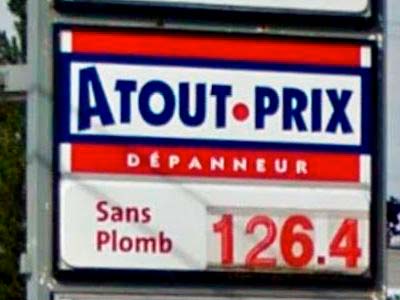 ATOUT•PRIX
DÉPANNEUR
Sans
Plomb
126.4